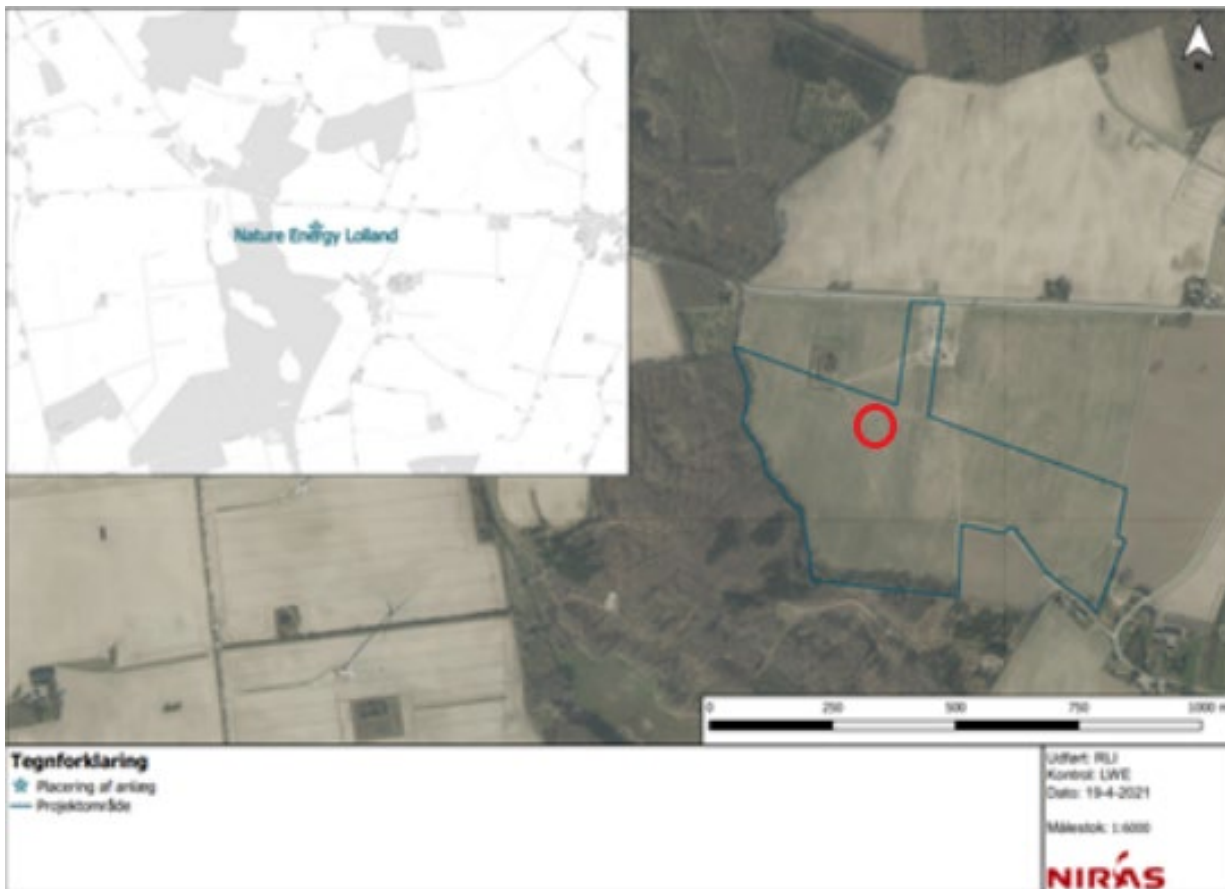 Nature Energy Lolland
N
0 250 500 750 1000 m
Tegnforklaring
Placering af anlæg
Projektområde
Udført: RLI
Kontrol: LWE
Dato: 19-4-2021
Målestok: 1:6000
NIRAS